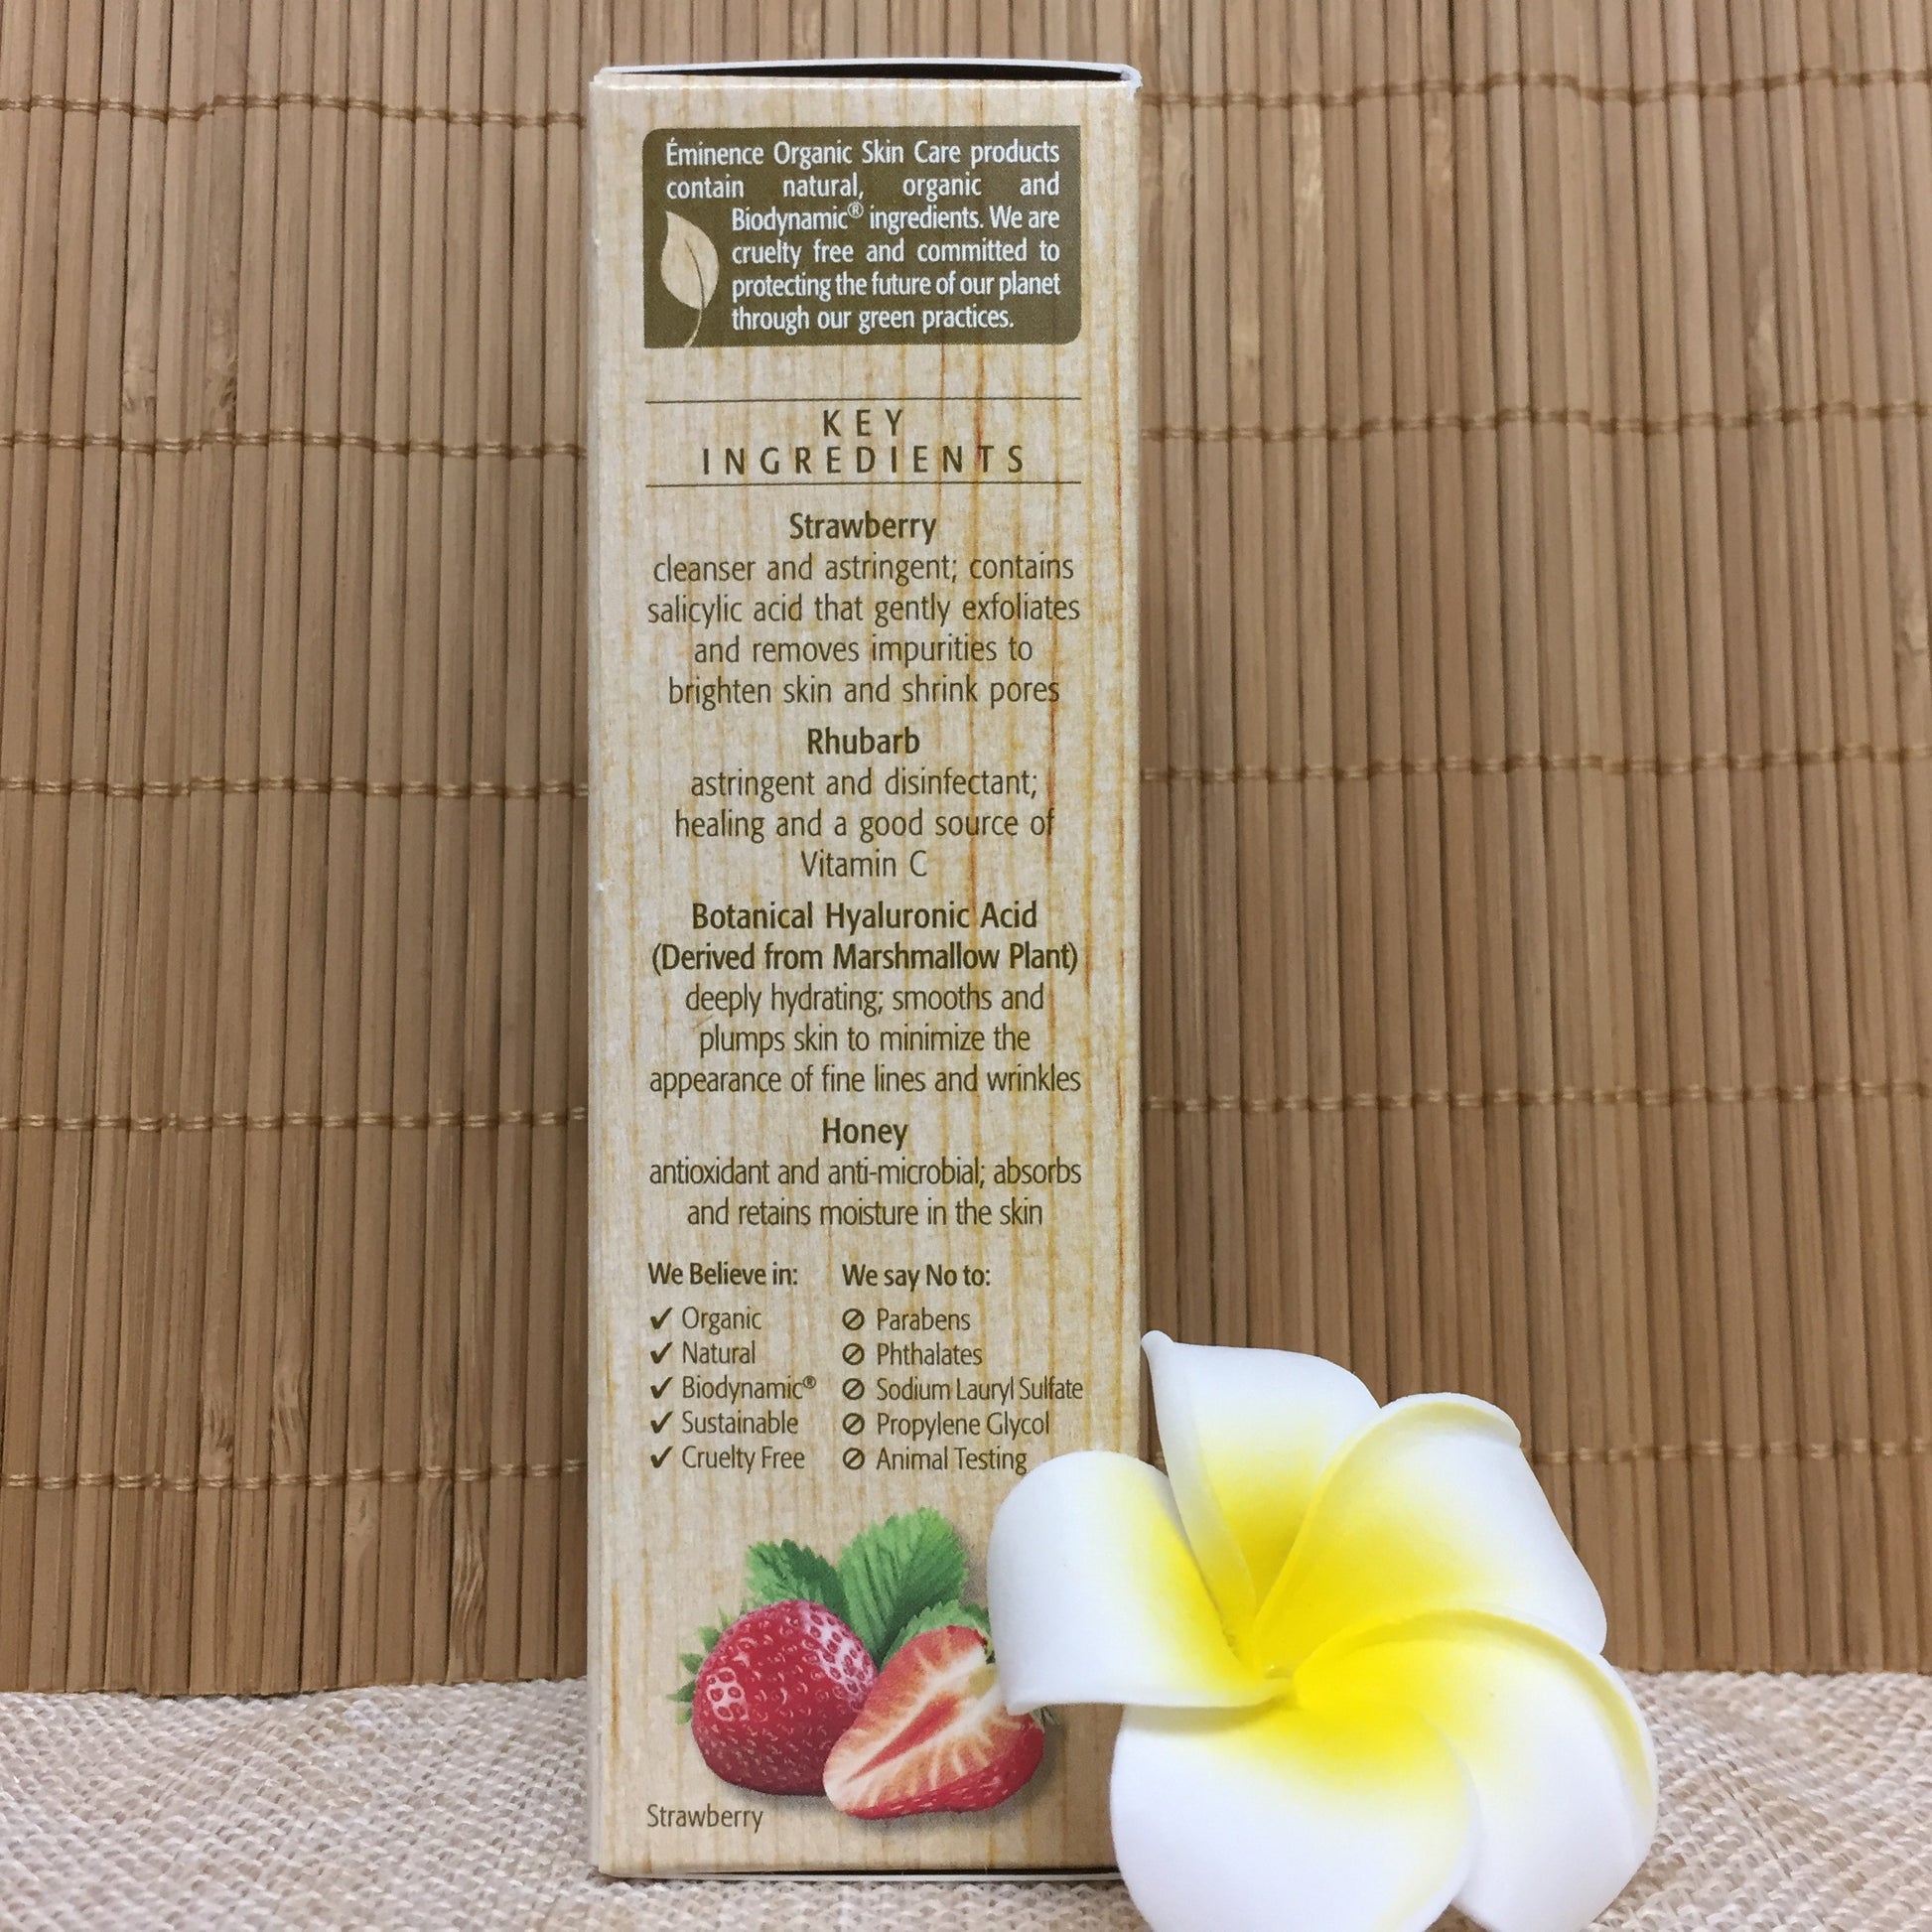 Éminence Organic Skin Care products
contain natural, organic and
Biodynamic® ingredients. We are
cruelty free and committed to
protecting the future of our planet
through our green practices.
KEY
INGREDIENTS
Strawberry
cleanser and astringent; contains
salicylic acid that gently exfoliates
and removes impurities to
brighten skin and shrink pores
Rhubarb
astringent and disinfectant;
healing and a good source of
Vitamin C
Botanical Hyaluronic Acid
(Derived from Marshmallow Plant)
deeply hydrating; smooths and
plumps skin to minimize the
appearance of fine lines and wrinkles
Honey
antioxidant and anti-microbial; absorbs
and retains moisture in the skin
We Believe in:
✓ Organic
✓ Natural
✓ Biodynamic®
✓ Sustainable
✓ Cruelty Free
We say No to:
⊘ Parabens
⊘ Phthalates
⊘ Sodium Lauryl Sulfate
⊘ Propylene Glycol
⊘ Animal Testing
Strawberry